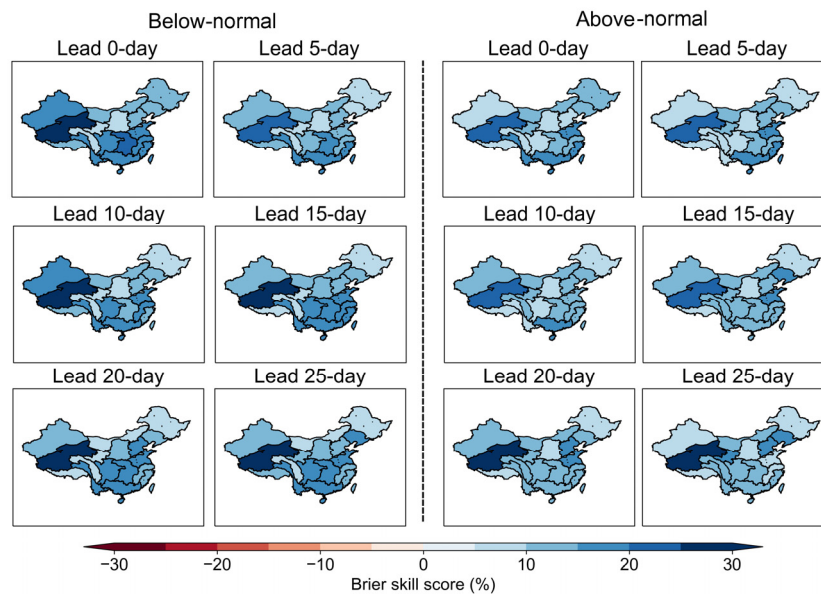 Below-normal
Above-normal
Lead 0-day
Lead 5-day
Lead 0-day
Lead 5-day
Lead 10-day
Lead 15-day
Lead 10-day
Lead 15-day
Lead 20-day
Lead 25-day
Lead 20-day
Lead 25-day
−30
−20
−10
0
10
20
30
Brier skill score (%)